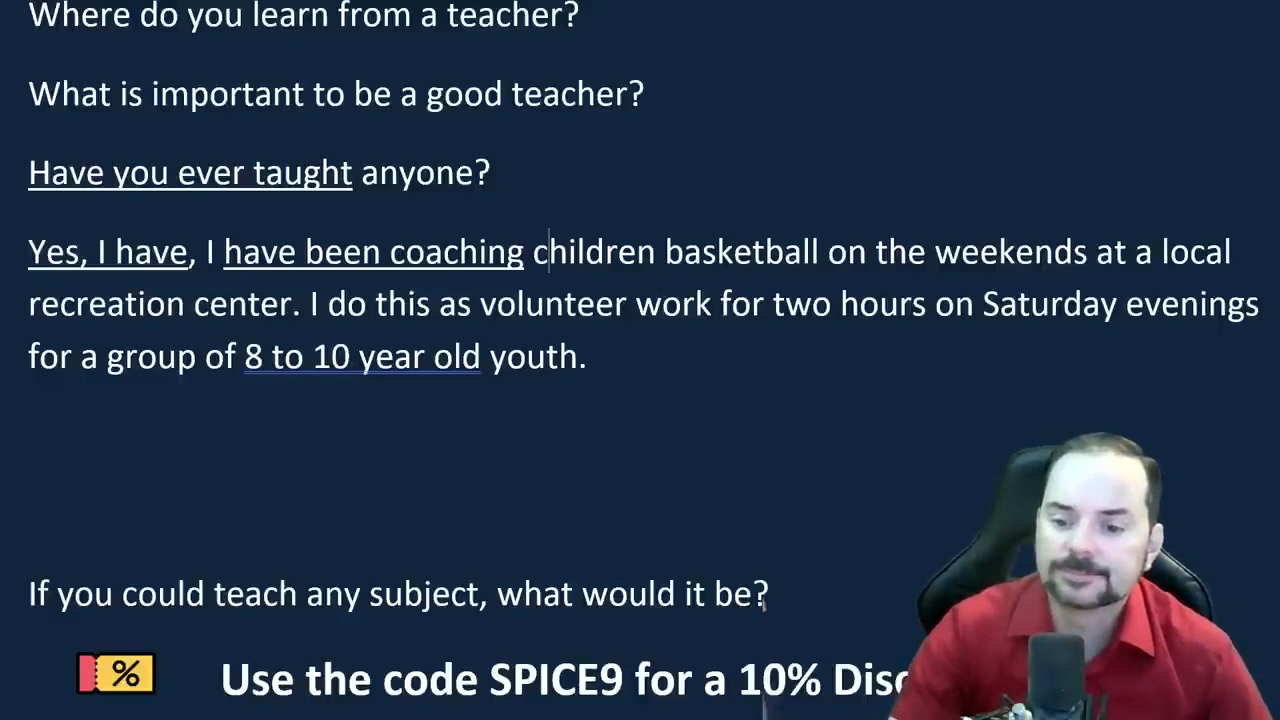 Where do you learn from a teacher?
What is important to be a good teacher?
Have you ever taught anyone?
Yes, I have, I have been coaching children basketball on the weekends at a local
recreation center. I do this as volunteer work for two hours on Saturday evenings
for a group of 8 to 10 year old youth.
If you could teach any subject, what would it be?
%
Use the code SPICE9 for a 10%